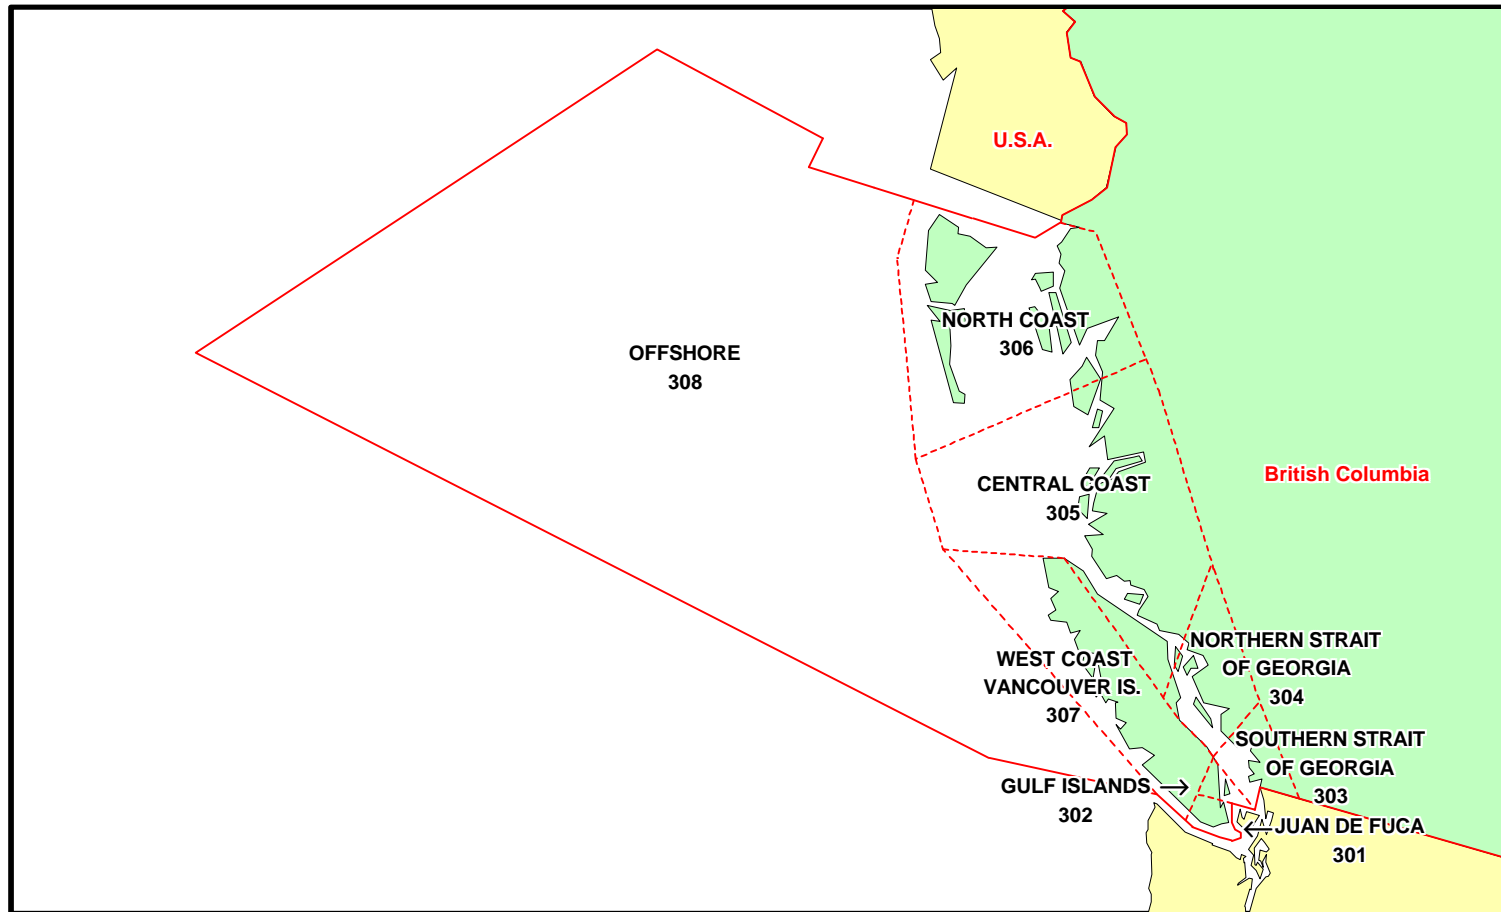 U.S.A.
NORTH COAST
306
OFFSHORE
308
British Columbia
CENTRAL COAST
305
NORTHERN STRAIT
OF GEORGIA
304
WEST COAST
VANCOUVER IS.
307
SOUTHERN STRAIT
OF GEORGIA
303
GULF ISLANDS
302
JUAN DE FUCA
301